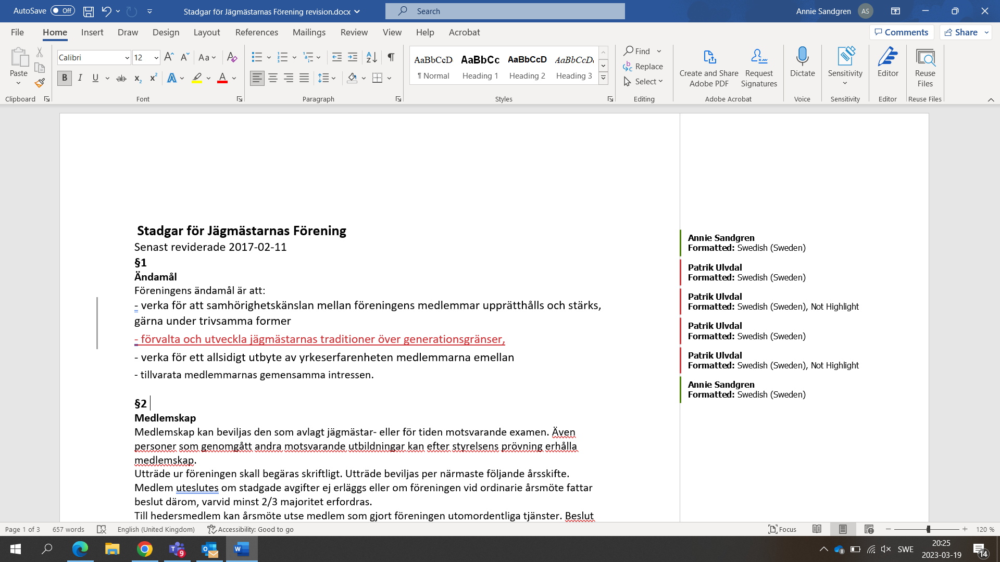 AutoSave Off
Stadgar för Jägmästarnas Förening revision.docx
Search
Annie Sandgren AS
File Home Insert Draw Design Layout References Mailings Review View Help Acrobat
Comments Share
Paste
Clipboard
Calibri 12
Aa
Font
Paragraph
AaBbCcD AaBbCc AaBbCcD AaBbCcD
¶ Normal Heading 1 Heading 2 Heading 3
Styles
Find
Replace
Select
Editing
Create and Share Adobe PDF
Request Signatures
Adobe Acrobat
Dictate
Voice
Sensitivity
Sensitivity
Editor
Editor
Reuse Files
Reuse Files
Stadgar för Jägmästarnas Förening
Senast reviderade 2017-02-11
§1
Ändamål
Föreningens ändamål är att:
- verka för att samhörighetskänslan mellan föreningens medlemmar upprätthålls och stärks,
gärna under trivsamma former
- förvalta och utveckla jägmästarnas traditioner över generationsgränser,
- verka för ett allsidigt utbyte av yrkeserfarenheten medlemmarna emellan
- tillvarata medlemmarnas gemensamma intressen.
§2
Medlemskap
Medlemskap kan beviljas den som avlagt jägmästar- eller för tiden motsvarande examen. Även
personer som genomgått andra motsvarande utbildningar kan efter styrelsens prövning erhålla
medlemskap.
Utträde ur föreningen skall begäras skriftligt. Utträde beviljas per närmaste följande årsskifte.
Medlem uteslutes om stadgade avgifter ej erläggs eller om föreningen vid ordinarie årsmöte fattar
beslut därom, varvid minst 2/3 majoritet erfordras.
Till hedersmedlem kan årsmöte utse medlem som gjort föreningen utomordentliga tjänster. Beslut
Annie Sandgren
Formatted: Swedish (Sweden)
Patrik Ulvdal
Formatted: Swedish (Sweden)
Patrik Ulvdal
Formatted: Swedish (Sweden), Not Highlight
Patrik Ulvdal
Formatted: Swedish (Sweden)
Patrik Ulvdal
Formatted: Swedish (Sweden), Not Highlight
Annie Sandgren
Formatted: Swedish (Sweden)
Page 1 of 3 657 words English (United Kingdom) Accessibility: Good to go
Focus
120 %
9
SWE
20:25
2023-03-19
14